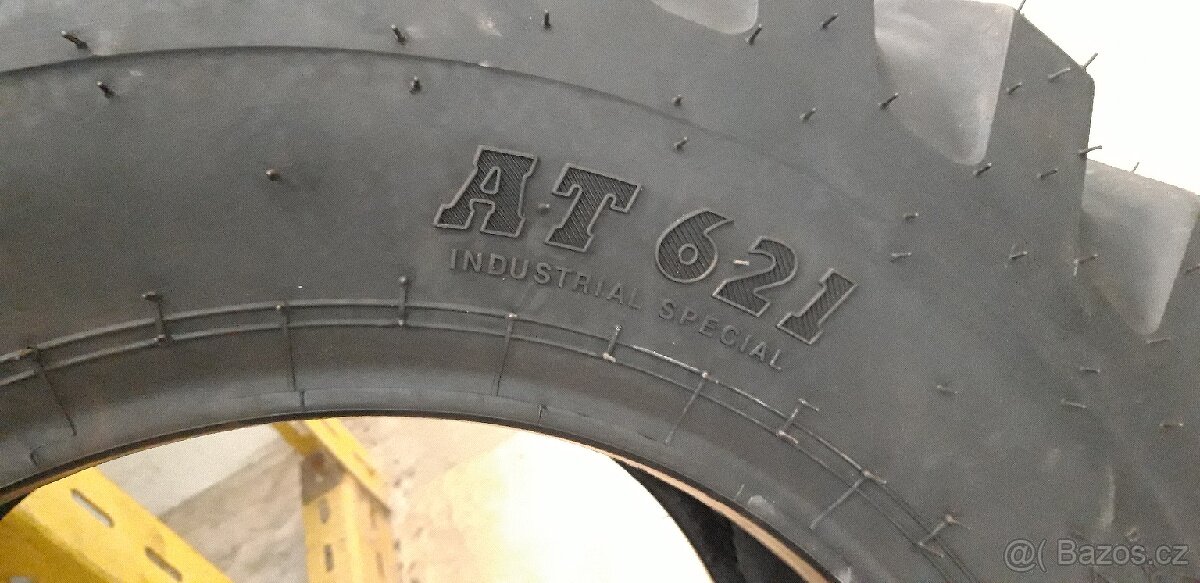 AT 621
INDUSTRIAL SPECIAL
@( Bazos.cz